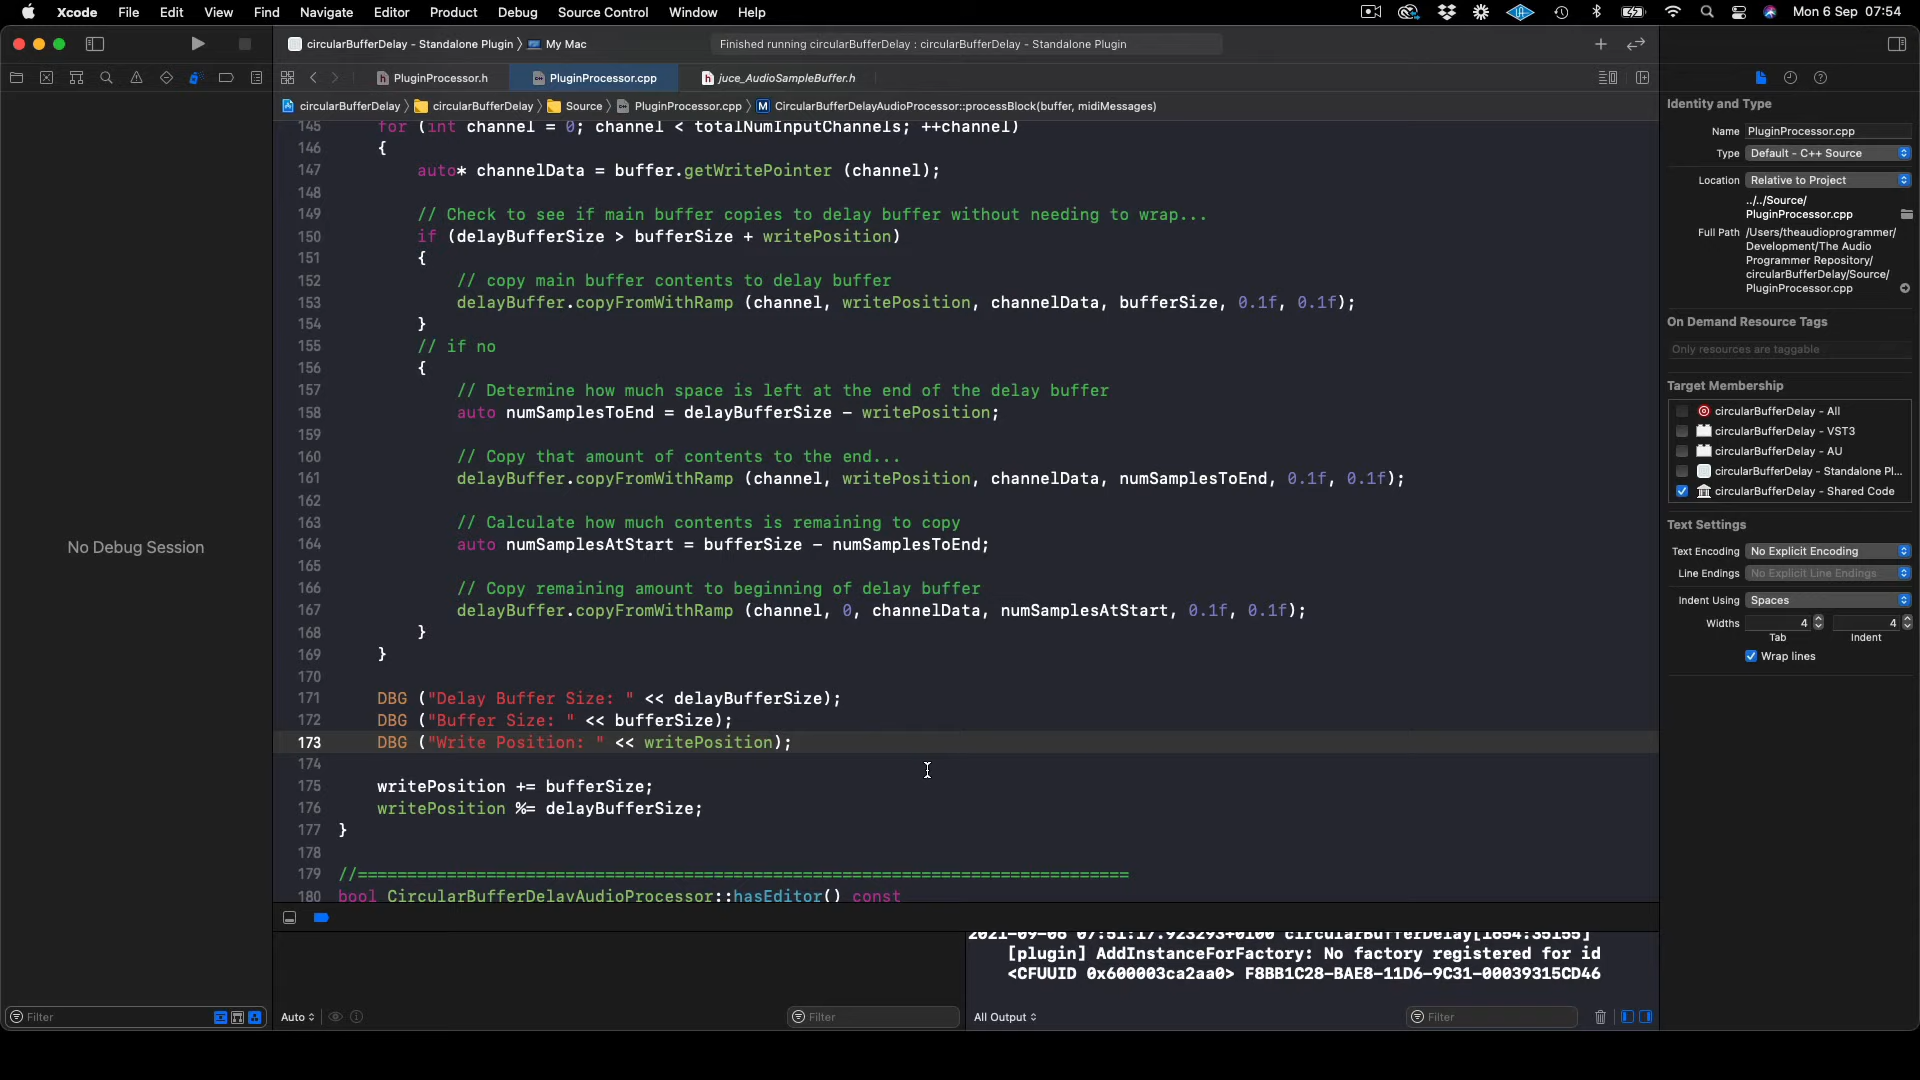 Xcode File Edit View Find Navigate Editor Product Debug Source Control Window Help Mon 6 Sep 07:54
circularBufferDelay - Standalone Plugin 〉 My Mac
Finished running circularBufferDelay : circularBufferDelay - Standalone Plugin
PluginProcessor.h PluginProcessor.cpp juce_AudioSampleBuffer.h
circularBufferDelay 〉 circularBufferDelay 〉 Source 〉 PluginProcessor.cpp 〉 M CircularBufferDelayAudioProcessor::processBlock(buffer, midiMessages)
145 for (int channel = 0; channel < totalNumInputChannels; ++channel)
146 {
147 auto* channelData = buffer.getWritePointer (channel);
148
149 // Check to see if main buffer copies to delay buffer without needing to wrap...
150 if (delayBufferSize > bufferSize + writePosition)
151 {
152 // copy main buffer contents to delay buffer
153 delayBuffer.copyFromWithRamp (channel, writePosition, channelData, bufferSize, 0.1f, 0.1f);
154 }
155 // if no
156 {
157 // Determine how much space is left at the end of the delay buffer
158 auto numSamplesToEnd = delayBufferSize - writePosition;
159
160 // Copy that amount of contents to the end...
161 delayBuffer.copyFromWithRamp (channel, writePosition, channelData, numSamplesToEnd, 0.1f, 0.1f);
162
163 // Calculate how much contents is remaining to copy
164 auto numSamplesAtStart = bufferSize - numSamplesToEnd;
165
166 // Copy remaining amount to beginning of delay buffer
167 delayBuffer.copyFromWithRamp (channel, 0, channelData, numSamplesAtStart, 0.1f, 0.1f);
168 }
169 }
170
171 DBG ("Delay Buffer Size: " << delayBufferSize);
172 DBG ("Buffer Size: " << bufferSize);
173 DBG ("Write Position: " << writePosition);
174
175 writePosition += bufferSize;
176 writePosition %= delayBufferSize;
177 }
178
179 //==============================================================================
180 bool CircularBufferDelayAudioProcessor::hasEditor() const
No Debug Session
2021-09-06 07:51:17.923293+0100 circularBufferDelay[1654:35155]
[plugin] AddInstanceForFactory: No factory registered for id
<CFUUID 0x600003ca2aa0> F8BB1C28-BAE8-11D6-9C31-00039315CD46
Filter
Auto
Filter
All Output
Filter
Identity and Type
Name PluginProcessor.cpp
Type Default - C++ Source
Location Relative to Project
../../Source/
PluginProcessor.cpp
Full Path /Users/theaudioprogrammer/
Development/The Audio
Programmer Repository/
circularBufferDelay/Source/
PluginProcessor.cpp
On Demand Resource Tags
Only resources are taggable
Target Membership
circularBufferDelay - All
circularBufferDelay - VST3
circularBufferDelay - AU
circularBufferDelay - Standalone Pl...
circularBufferDelay - Shared Code
Text Settings
Text Encoding No Explicit Encoding
Line Endings No Explicit Line Endings
Indent Using Spaces
Widths 4 4
Tab Indent
Wrap lines